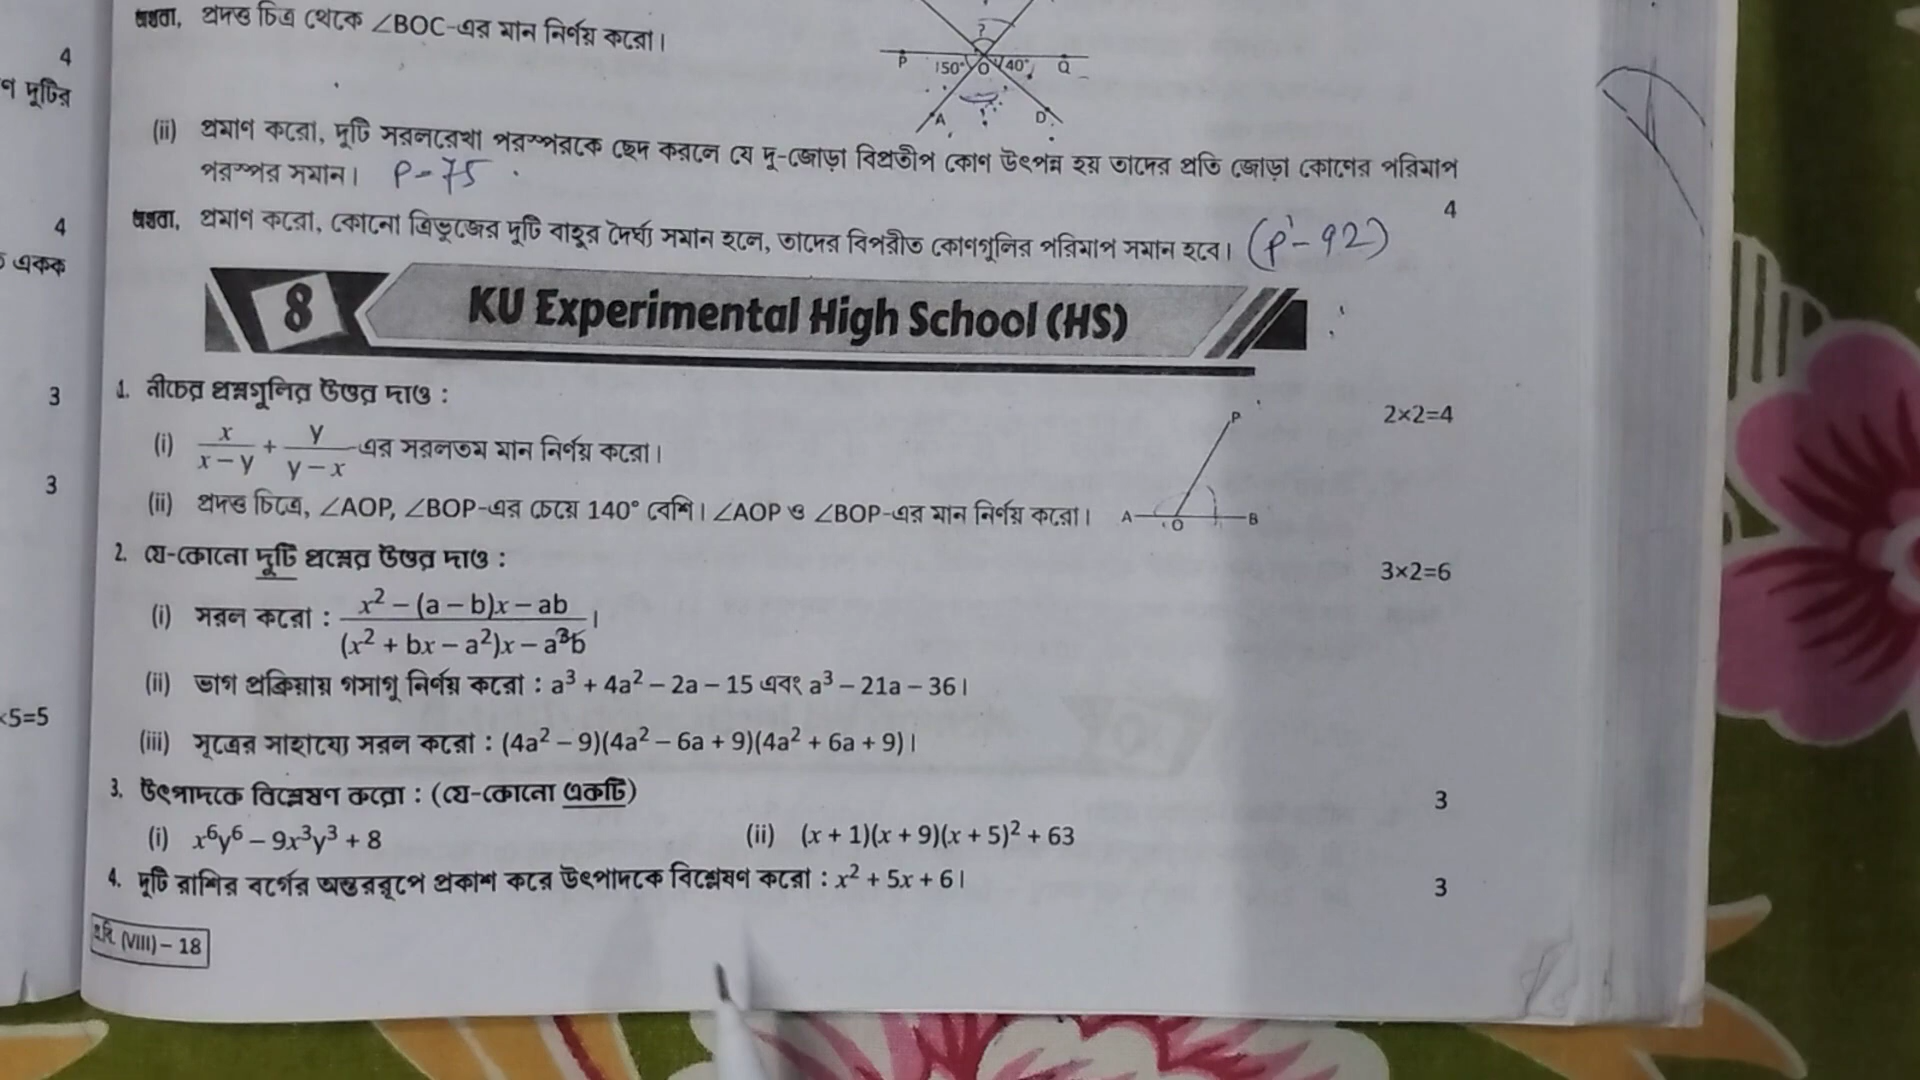 অথবা, প্রদত্ত চিত্র থেকে ∠BOC-এর মান নির্ণয় করো।
?
P 150° O 40° Q
A D
4
ণ দুটির
(ii) প্রমাণ করো, দুটি সরলরেখা পরস্পরকে ছেদ করলে যে দু-জোড়া বিপ্রতীপ কোণ উৎপন্ন হয় তাদের প্রতি জোড়া কোণের পরিমাপ
পরস্পর সমান। P-75
4
4
অথবা, প্রমাণ করো, কোনো ত্রিভুজের দুটি বাহুর দৈর্ঘ্য সমান হলে, তাদের বিপরীত কোণগুলির পরিমাপ সমান হবে। (P-92)
একক
8 KU Experimental High School (HS)
3
1. নীচের প্রশ্নগুলির উত্তর দাও : 2×2=4
(i) x/(x – y) + y/(y – x) -এর সরলতম মান নির্ণয় করো।
3
(ii) প্রদত্ত চিত্রে, ∠AOP, ∠BOP-এর চেয়ে 140° বেশি। ∠AOP ও ∠BOP-এর মান নির্ণয় করো।
P
A O B
2. যে-কোনো দুটি প্রশ্নের উত্তর দাও : 3×2=6
(i) সরল করো : (x² – (a – b)x – ab)/((x² + bx – a²)x – a³b)।
(ii) ভাগ প্রক্রিয়ায় গসাগু নির্ণয় করো : a³ + 4a² – 2a – 15 এবং a³ – 21a – 36।
×5=5
(iii) সূত্রের সাহায্যে সরল করো : (4a² – 9)(4a² – 6a + 9)(4a² + 6a + 9)।
3. উৎপাদকে বিশ্লেষণ করো : (যে-কোনো একটি) 3
(i) x⁶y⁶ – 9x³y³ + 8 (ii) (x + 1)(x + 9)(x + 5)² + 63
4. দুটি রাশির বর্গের অন্তররূপে প্রকাশ করে উৎপাদকে বিশ্লেষণ করো : x² + 5x + 6। 3
প্রবি. (VIII) – 18